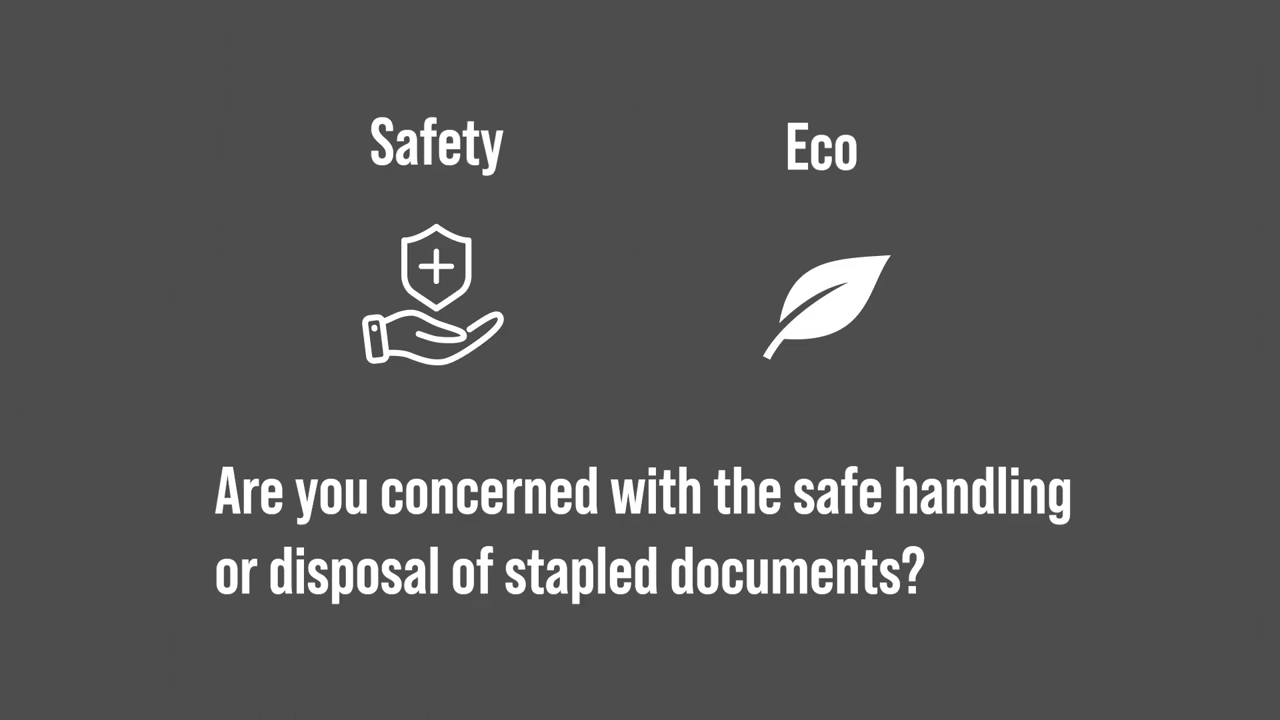 Safety
Eco
Are you concerned with the safe handling
or disposal of stapled documents?